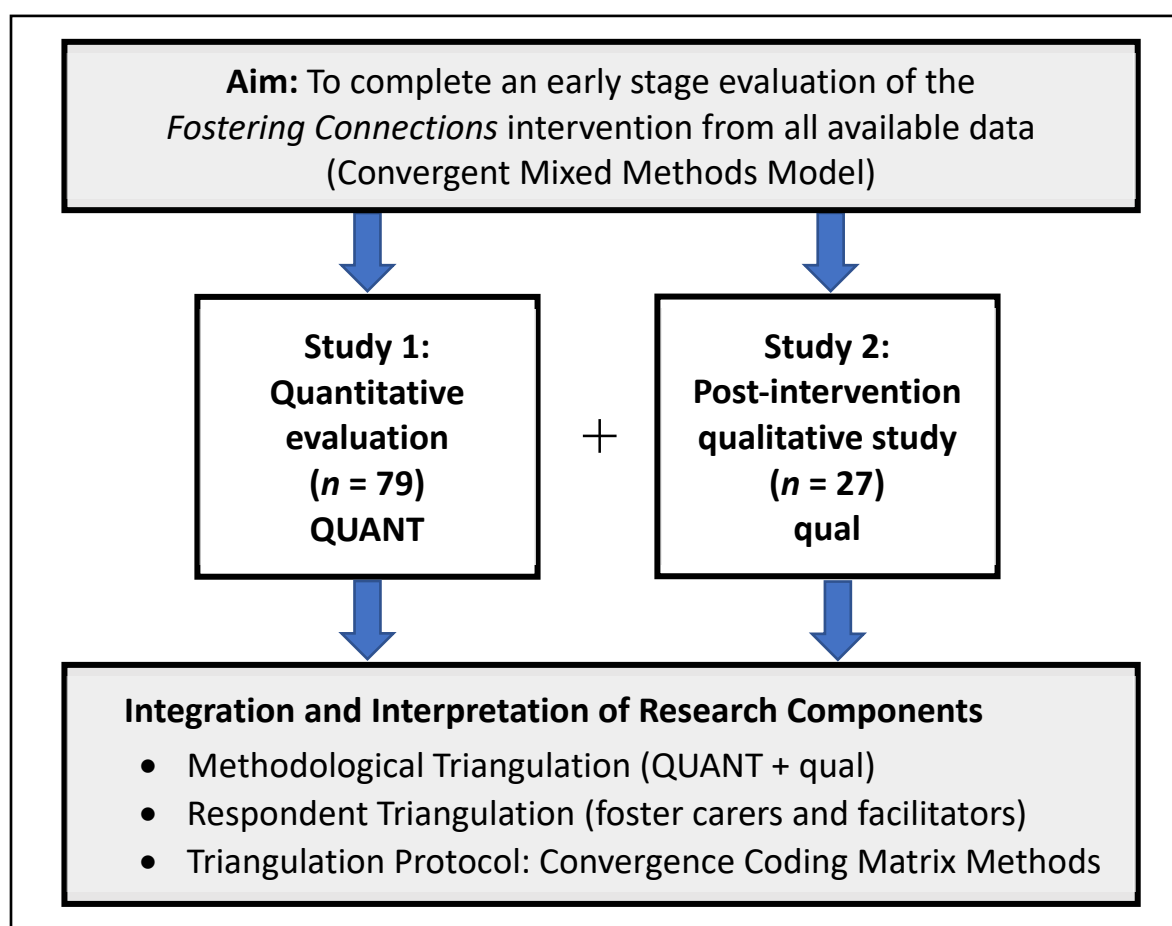 Aim: To complete an early stage evaluation of the
Fostering Connections intervention from all available data
(Convergent Mixed Methods Model)
Study 1:
Quantitative
evaluation
(n = 79)
QUANT
+
Study 2:
Post-intervention
qualitative study
(n = 27)
qual
Integration and Interpretation of Research Components
• Methodological Triangulation (QUANT + qual)
• Respondent Triangulation (foster carers and facilitators)
• Triangulation Protocol: Convergence Coding Matrix Methods